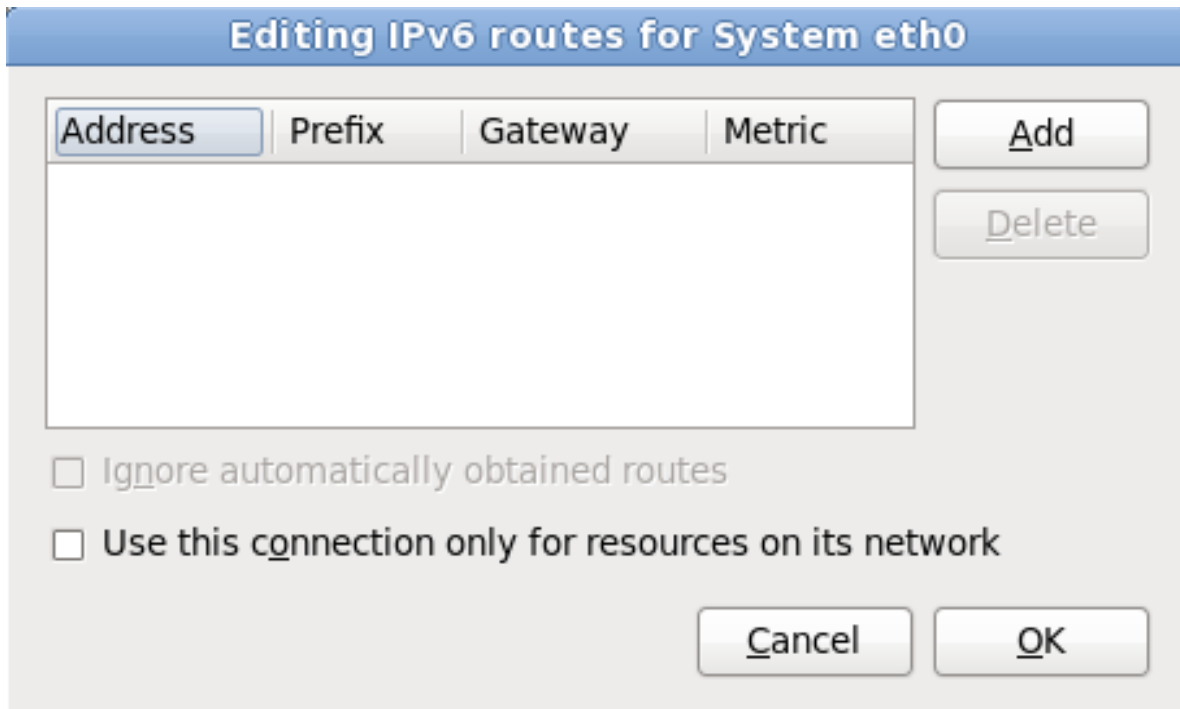 Editing IPv6 routes for System eth0
Address Prefix Gateway Metric
Add
Delete
Ignore automatically obtained routes
Use this connection only for resources on its network
Cancel OK